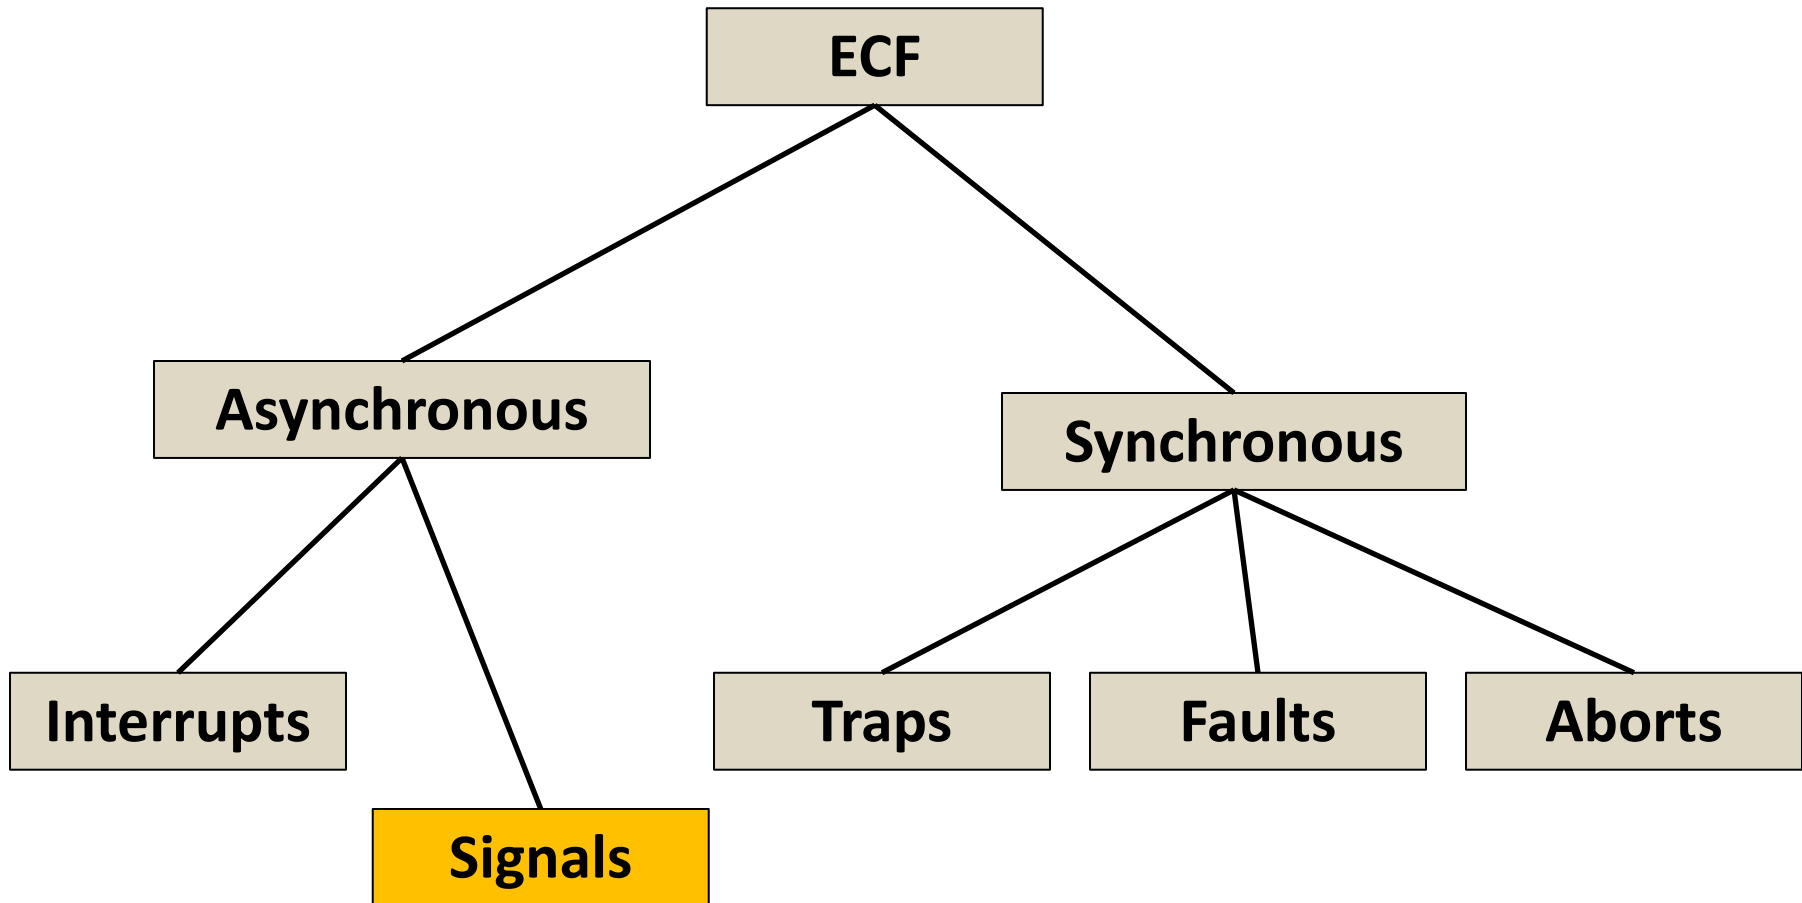 ECF
Asynchronous
Synchronous
Interrupts
Traps
Faults
Aborts
Signals